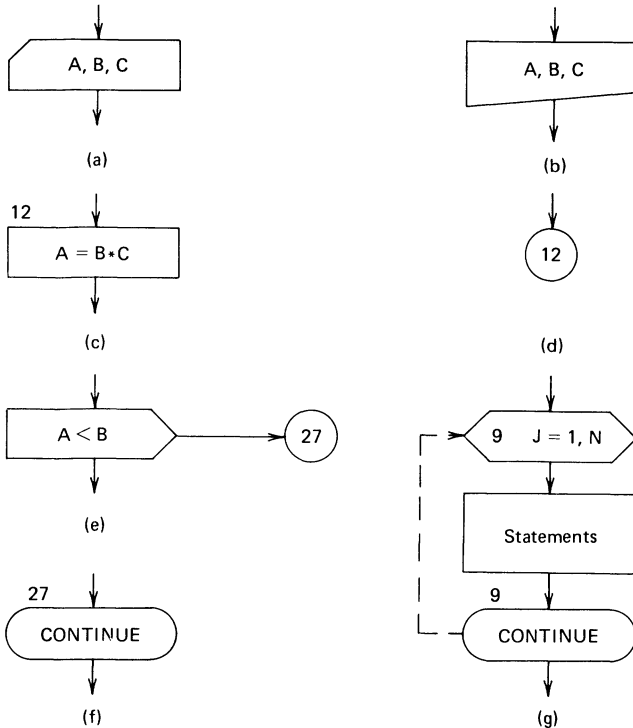 A, B, C
(a)
A, B, C
(b)
12
A = B*C
(c)
12
(d)
A < B
27
(e)
9 J = 1, N
Statements
9
CONTINUE
(g)
27
CONTINUE
(f)